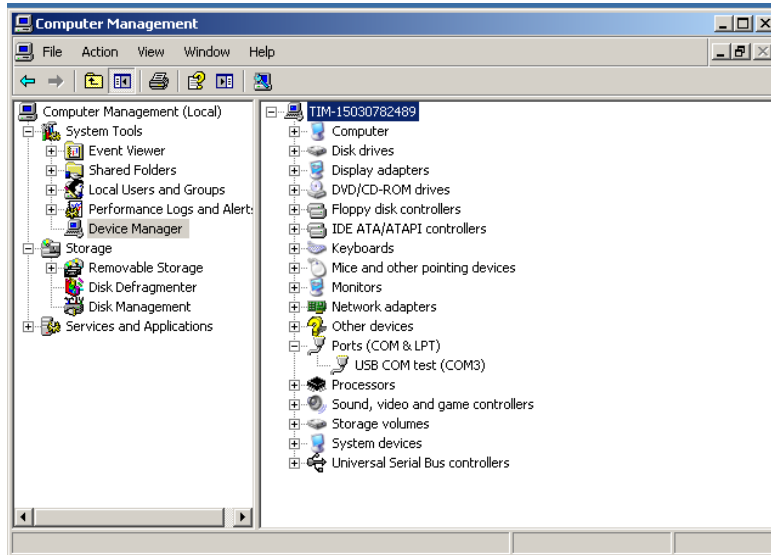 Computer Management
File Action View Window Help
Computer Management (Local)
System Tools
Event Viewer
Shared Folders
Local Users and Groups
Performance Logs and Alert:
Device Manager
Storage
Removable Storage
Disk Defragmenter
Disk Management
Services and Applications
TIM-15030782489
Computer
Disk drives
Display adapters
DVD/CD-ROM drives
Floppy disk controllers
IDE ATA/ATAPI controllers
Keyboards
Mice and other pointing devices
Monitors
Network adapters
Other devices
Ports (COM & LPT)
USB COM test (COM3)
Processors
Sound, video and game controllers
Storage volumes
System devices
Universal Serial Bus controllers